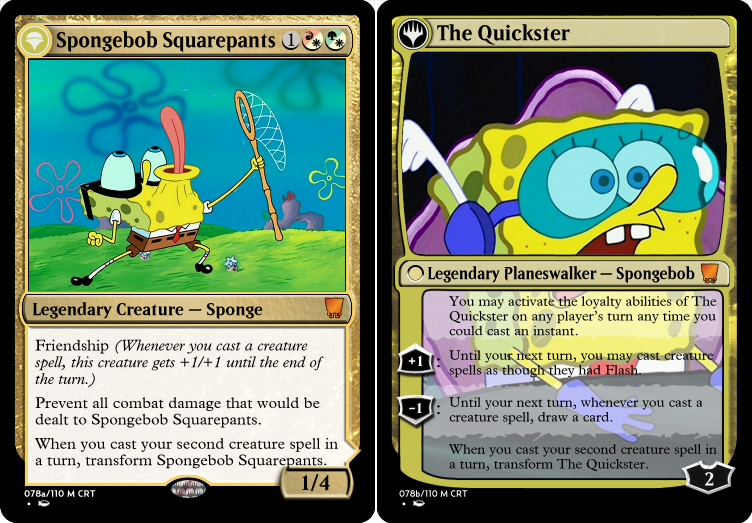 Spongebob Squarepants 1
Legendary Creature — Sponge
Friendship (Whenever you cast a creature
spell, this creature gets +1/+1 until the end of
the turn.)
Prevent all combat damage that would be
dealt to Spongebob Squarepants.
When you cast your second creature spell in
a turn, transform Spongebob Squarepants.
1/4
078a/110 M CRT
The Quickster
Legendary Planeswalker — Spongebob
You may activate the loyalty abilities of The
Quickster on any player's turn any time you
could cast an instant.
+1 : Until your next turn, you may cast creature
spells as though they had Flash.
-1 : Until your next turn, whenever you cast a
creature spell, draw a card.
When you cast your second creature spell in
a turn, transform The Quickster.
2
078b/110 M CRT